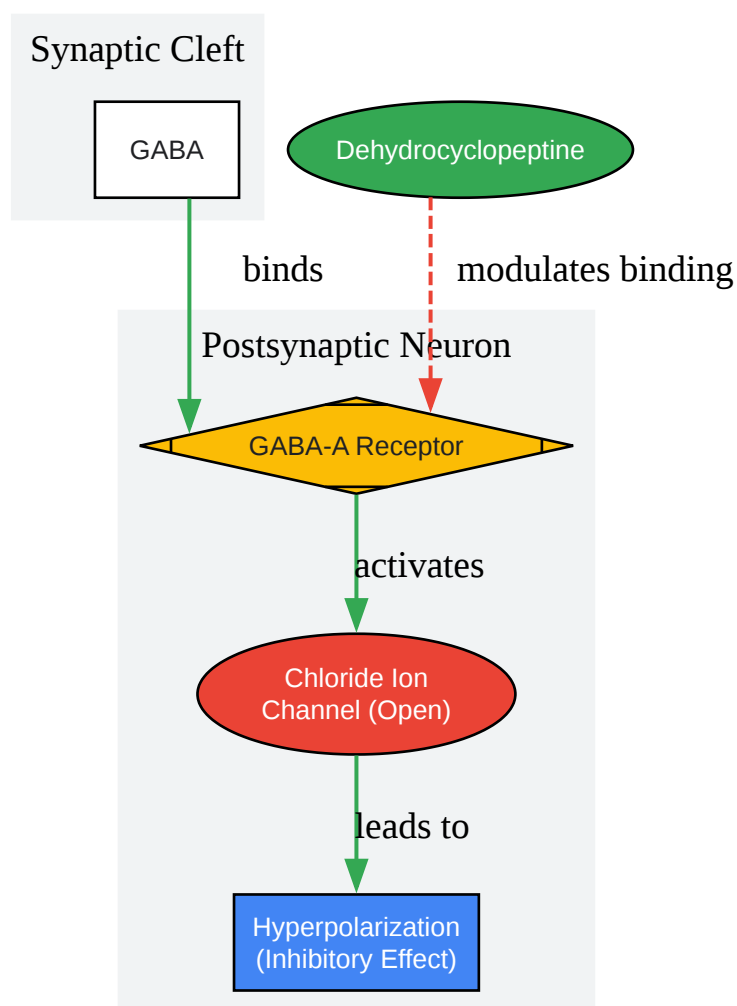 Synaptic Cleft
GABA
Dehydrocyclopeptine
binds
modulates binding
Postsynaptic Neuron
GABA-A Receptor
activates
Chloride Ion
Channel (Open)
leads to
Hyperpolarization
(Inhibitory Effect)